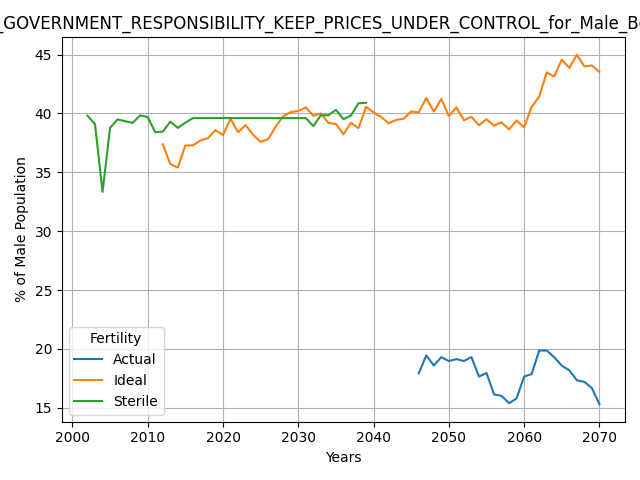 _GOVERNMENT_RESPONSIBILITY_KEEP_PRICES_UNDER_CONTROL_for_Male_B
% of Male Population
45
40
35
30
25
20
15
Fertility
Actual
Ideal
Sterile
2000 2010 2020 2030 2040 2050 2060 2070
Years